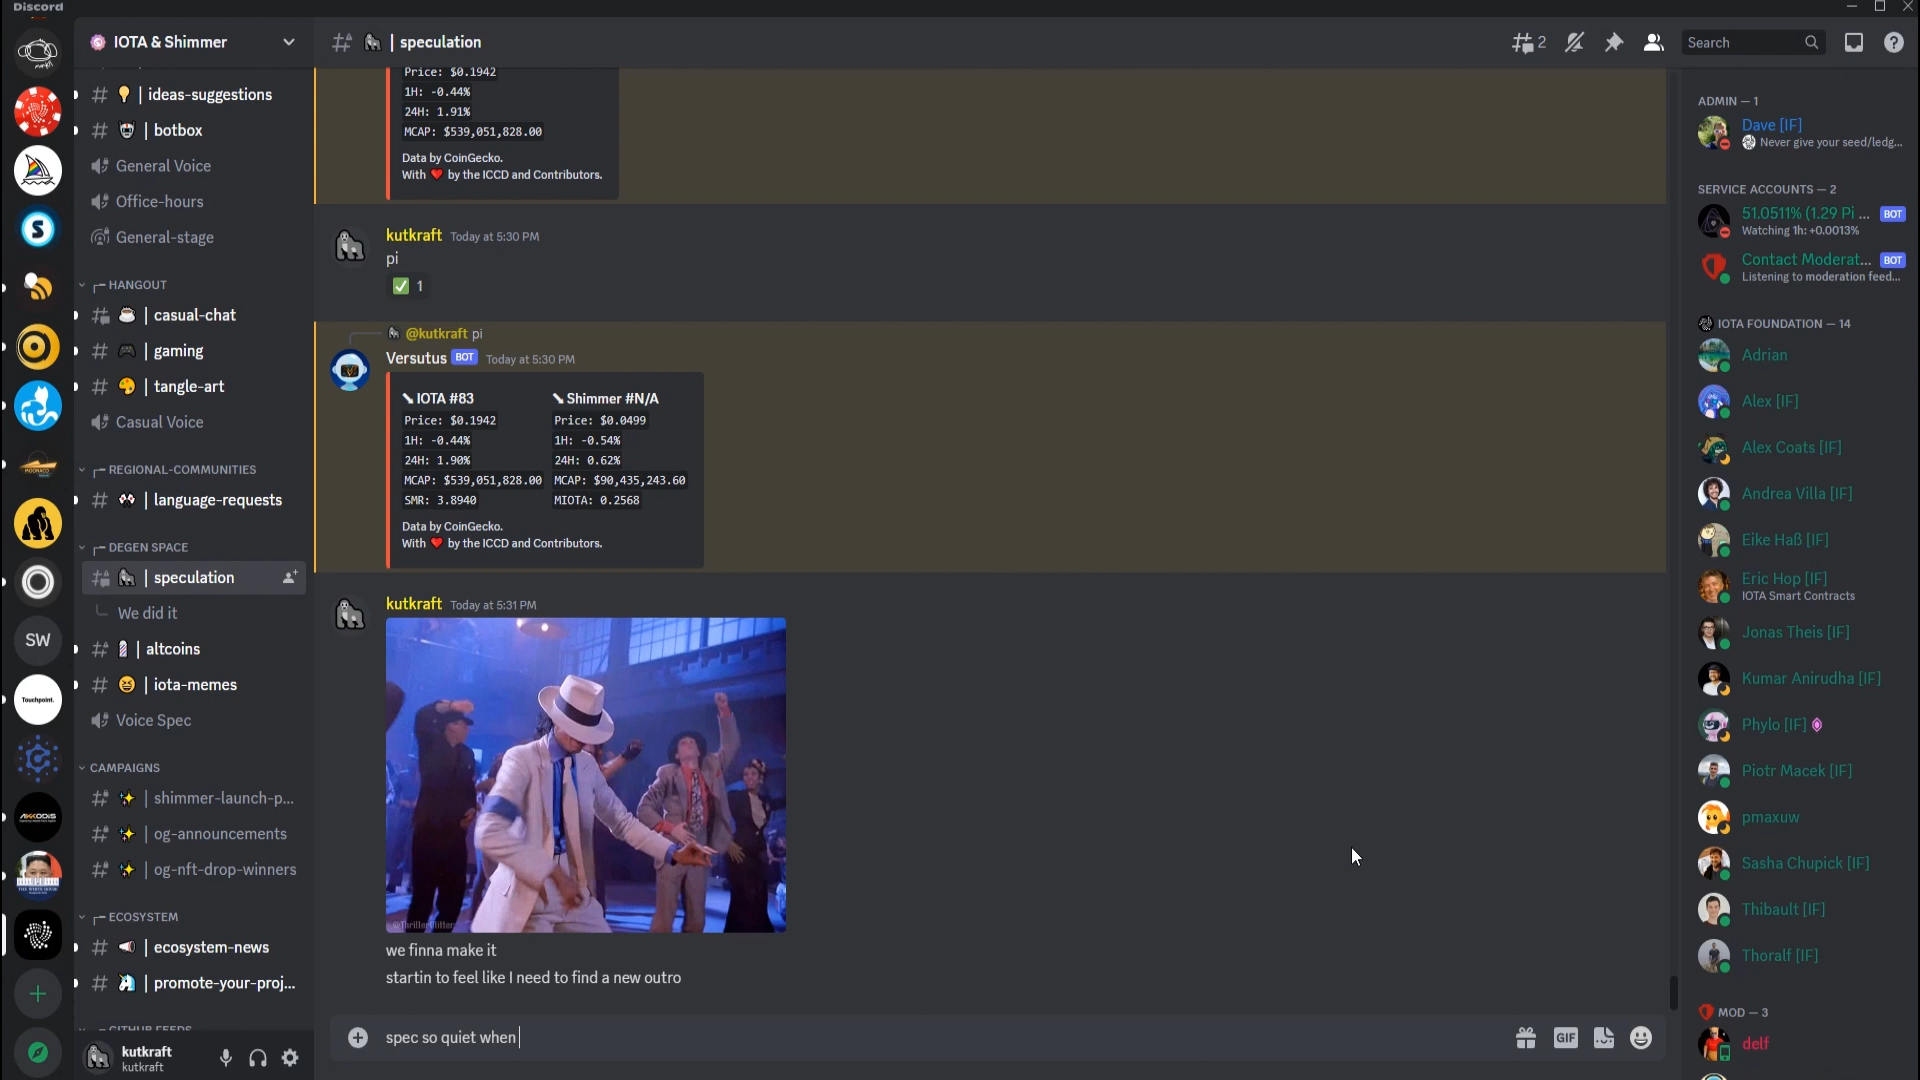 Discord
IOTA & Shimmer
ideas-suggestions
botbox
General Voice
Office-hours
General-stage
HANGOUT
casual-chat
gaming
tangle-art
Casual Voice
REGIONAL-COMMUNITIES
language-requests
DEGEN SPACE
speculation
We did it
altcoins
iota-memes
Voice Spec
CAMPAIGNS
shimmer-launch-p...
og-announcements
og-nft-drop-winners
ECOSYSTEM
ecosystem-news
promote-your-proj...
GITHUB FEEDS
kutkraft
kutkraft
SW
Touchpoint.
AKKODIS
| speculation
2
Search
Price: $0.1942
1H: -0.44%
24H: 1.91%
MCAP: $539,051,828.00
Data by CoinGecko.
With ❤ by the ICCD and Contributors.
kutkraft Today at 5:30 PM
pi
1
@kutkraft pi
Versutus BOT Today at 5:30 PM
IOTA #83
Price: $0.1942
1H: -0.44%
24H: 1.90%
MCAP: $539,051,828.00
SMR: 3.8940
Shimmer #N/A
Price: $0.0499
1H: -0.54%
24H: 0.62%
MCAP: $90,435,243.60
MIOTA: 0.2568
Data by CoinGecko.
With ❤ by the ICCD and Contributors.
kutkraft Today at 5:31 PM
we finna make it
startin to feel like I need to find a new outro
spec so quiet when
GIF
ADMIN — 1
Dave [IF]
Never give your seed/ledg...
SERVICE ACCOUNTS — 2
51.0511% (1.29 Pi ... BOT
Watching 1h: +0.0013%
Contact Moderat... BOT
Listening to moderation feed...
IOTA FOUNDATION — 14
Adrian
Alex [IF]
Alex Coats [IF]
Andrea Villa [IF]
Eike Haß [IF]
Eric Hop [IF]
IOTA Smart Contracts
Jonas Theis [IF]
Kumar Anirudha [IF]
Phylo [IF]
Piotr Macek [IF]
pmaxuw
Sasha Chupick [IF]
Thibault [IF]
Thoralf [IF]
MOD — 3
delf